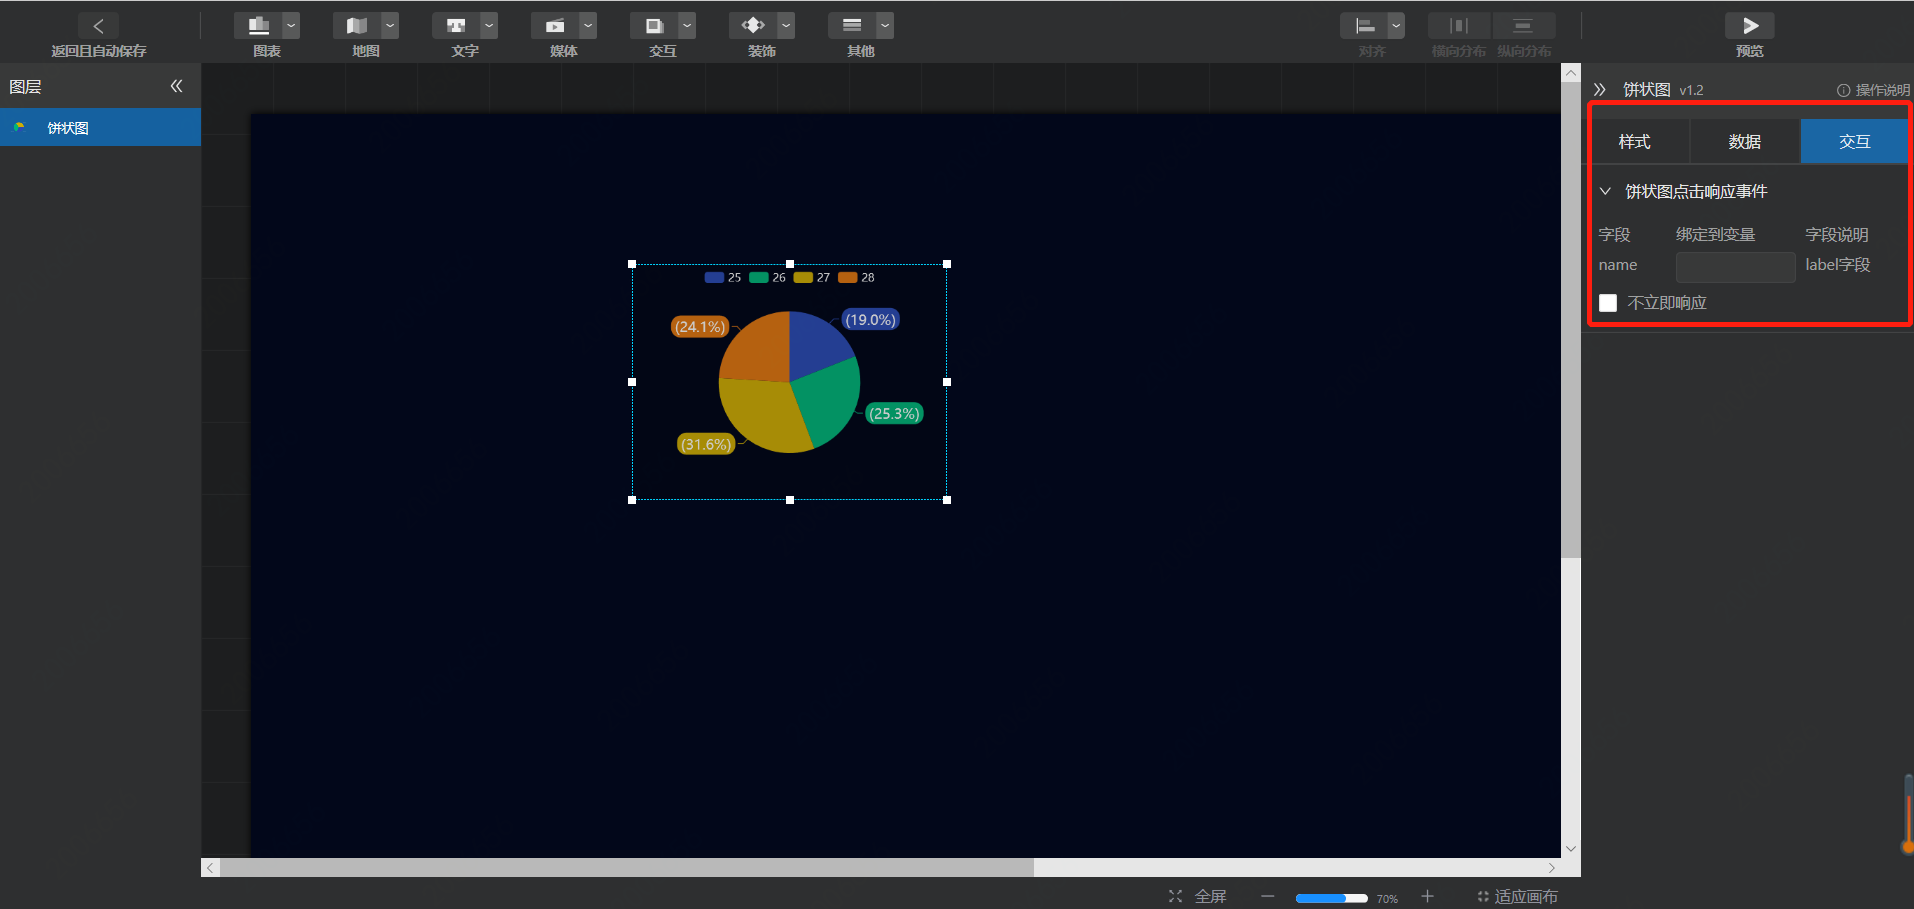 返回且自动保存
图表
地图
文字
媒体
交互
装饰
其他
对齐
横向分布
纵向分布
预览
图层
饼状图
25 26 27 28
(24.1%)
(19.0%)
(25.3%)
(31.6%)
饼状图 v1.2
操作说明
样式 数据 交互
饼状图点击响应事件
字段 绑定到变量 字段说明
name label字段
不立即响应
全屏 70% 适应画布